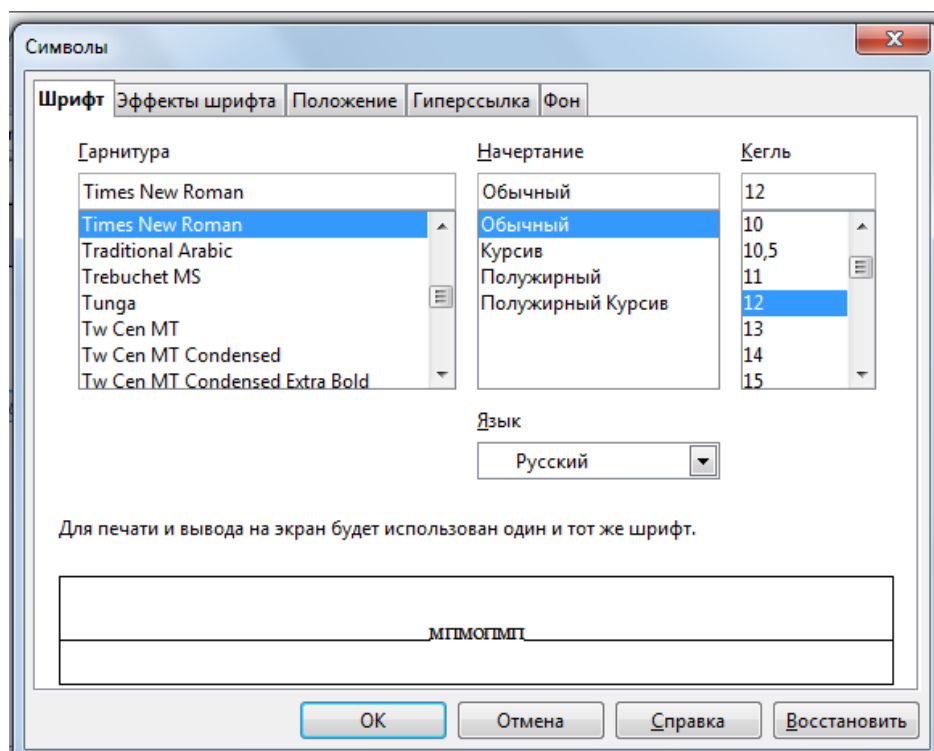 Символы
Шрифт Эффекты шрифта Положение Гиперссылка Фон
Гарнитура Начертание Кегль
Times New Roman Обычный 12
Times New Roman Обычный 10
Traditional Arabic Курсив 10,5
Trebuchet MS Полужирный 11
Tunga Полужирный Курсив 12
Tw Cen MT 13
Tw Cen MT Condensed 14
Tw Cen MT Condensed Extra Bold 15
Язык
Русский
Для печати и вывода на экран будет использован один и тот же шрифт.
мпмопмп
ОК Отмена Справка Восстановить